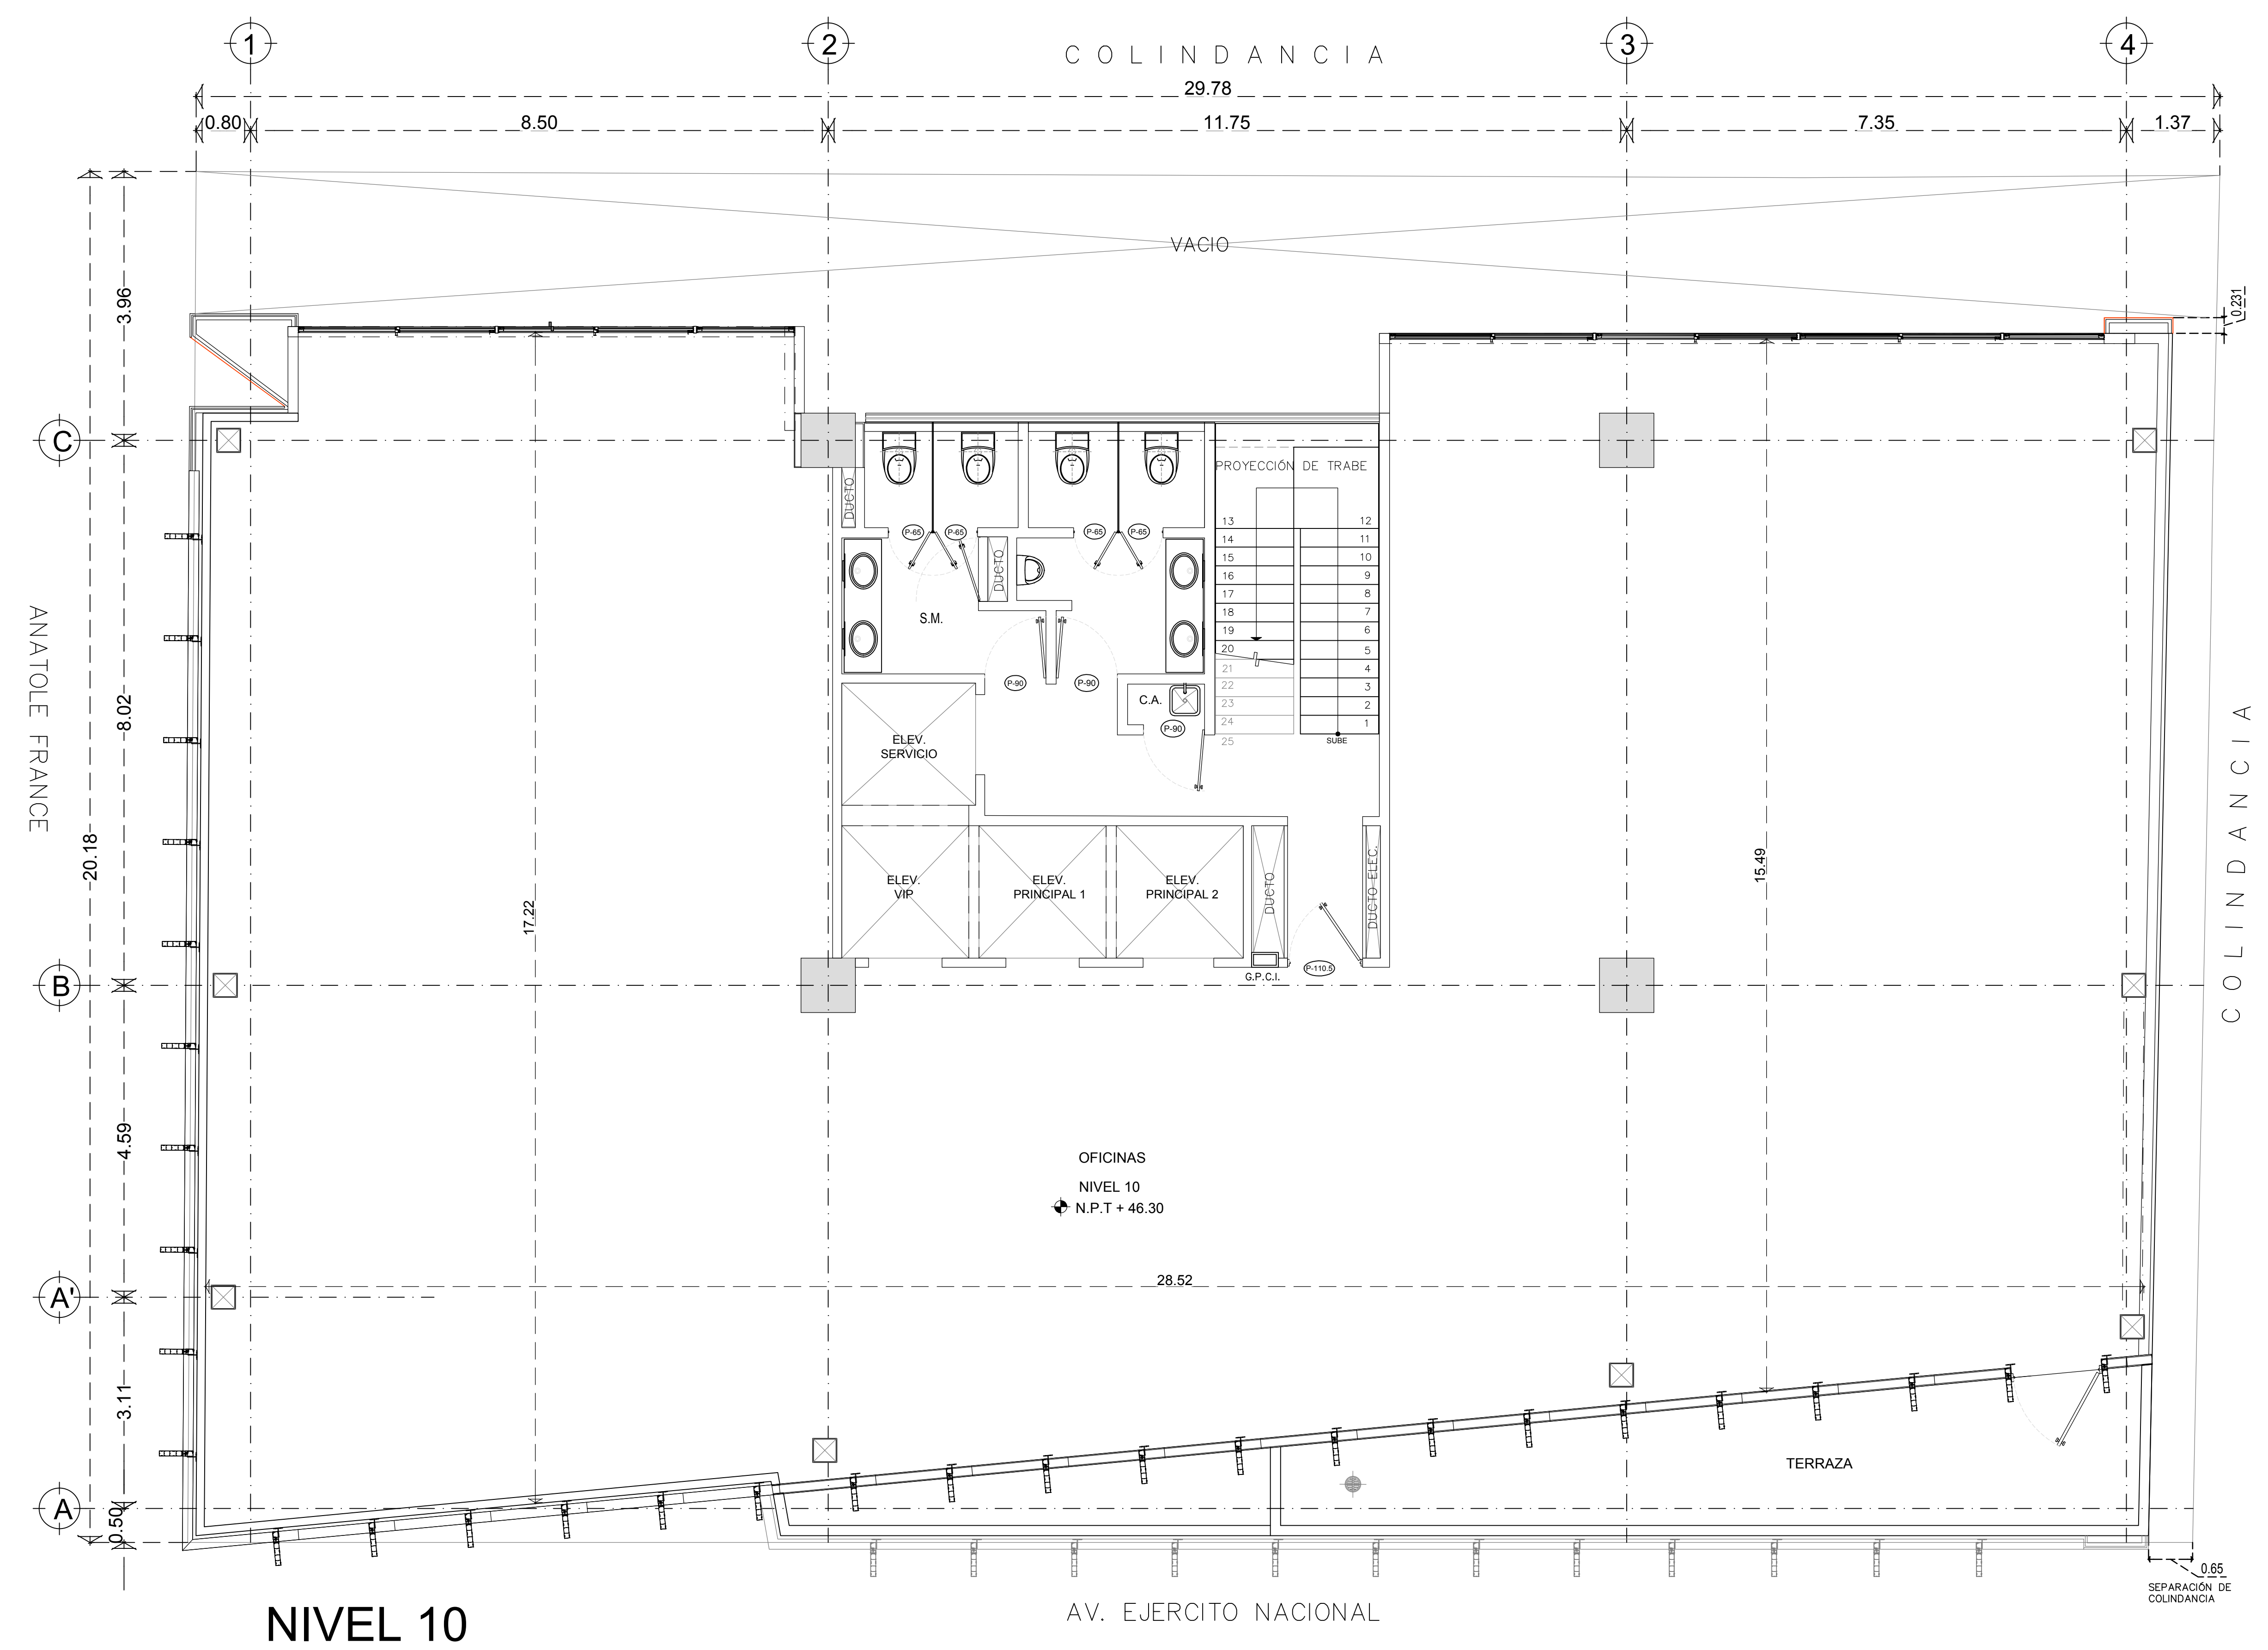 1
2
3
4
COLINDANCIA
29.78
0.80
8.50
11.75
7.35
1.37
VACIO
3.96
0.231
C
PROYECCIÓN DE TRABE
DUCTO
13
12
P-65
P-65
P-65
P-65
14
11
15
10
DUCTO
16
9
17
8
S.M.
18
7
19
6
20
5
21
4
22
3
23
2
24
1
25
SUBE
P-90
P-90
C.A.
P-90
ANATOLE FRANCE
8.02
20.18
COLINDANCIA
ELEV.
SERVICIO
ELEV.
VIP
ELEV.
PRINCIPAL 1
ELEV.
PRINCIPAL 2
DUCTO
DUCTO ELEC.
17.22
15.49
G.P.C.I.
P-110.5
B
4.59
OFICINAS
NIVEL 10
N.P.T + 46.30
28.52
A'
3.11
TERRAZA
A
0.50
0.65
SEPARACIÓN DE
COLINDANCIA
AV. EJERCITO NACIONAL
NIVEL 10